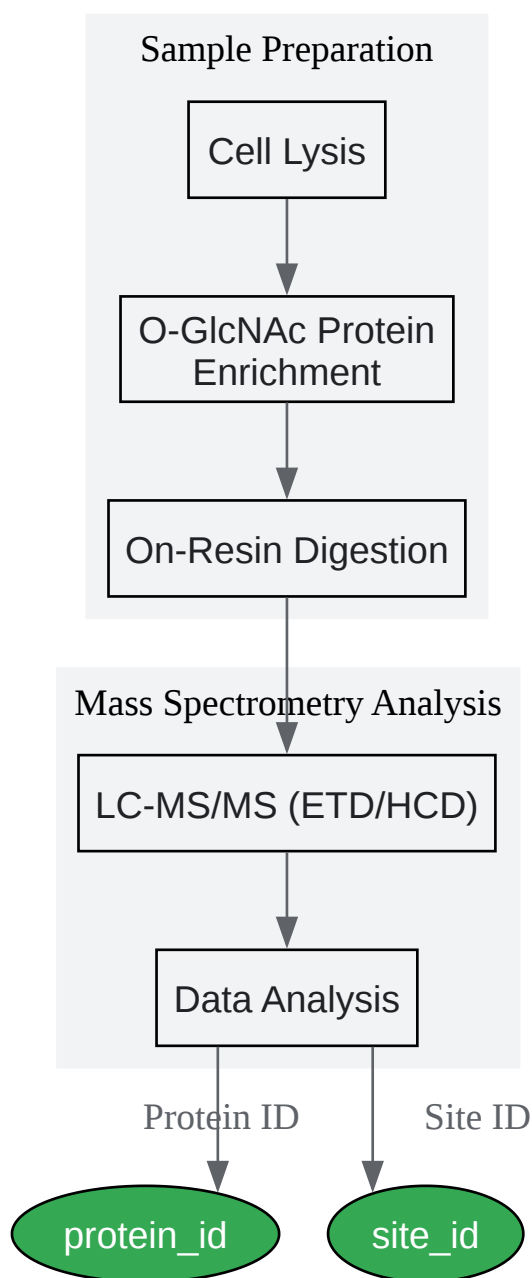 Sample Preparation
Cell Lysis
O-GlcNAc Protein
Enrichment
On-Resin Digestion
Mass Spectrometry Analysis
LC-MS/MS (ETD/HCD)
Data Analysis
Protein ID
Site ID
protein_id
site_id